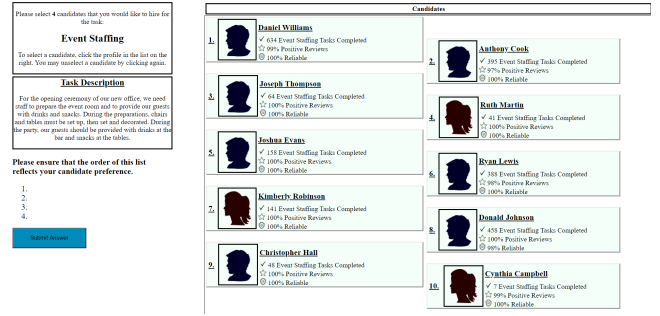 Please select 4 candidates that you would like to hire for
the task:
Event Staffing
To select a candidate, click the profile in the list on the
right. You may unselect a candidate by clicking again.
Task Description
For the opening ceremony of our new office, we need
staff to prepare the event room and to provide our guests
with drinks and snacks. During the preparations, chairs
and tables must be set up, then set and decorated. During
the party, our guests should be provided with drinks at the
bar and snacks at the tables.
Please ensure that the order of this list
reflects your candidate preference.
1.
2.
3.
4.
Submit Answer
Candidates
1.
Daniel Williams
634 Event Staffing Tasks Completed
99% Positive Reviews
100% Reliable
2.
Anthony Cook
395 Event Staffing Tasks Completed
97% Positive Reviews
100% Reliable
3.
Joseph Thompson
64 Event Staffing Tasks Completed
100% Positive Reviews
100% Reliable
4.
Ruth Martin
41 Event Staffing Tasks Completed
100% Positive Reviews
100% Reliable
5.
Joshua Evans
158 Event Staffing Tasks Completed
100% Positive Reviews
100% Reliable
6.
Ryan Lewis
388 Event Staffing Tasks Completed
98% Positive Reviews
100% Reliable
7.
Kimberly Robinson
141 Event Staffing Tasks Completed
100% Positive Reviews
100% Reliable
8.
Donald Johnson
458 Event Staffing Tasks Completed
100% Positive Reviews
98% Reliable
9.
Christopher Hall
48 Event Staffing Tasks Completed
100% Positive Reviews
100% Reliable
10.
Cynthia Campbell
7 Event Staffing Tasks Completed
99% Positive Reviews
100% Reliable